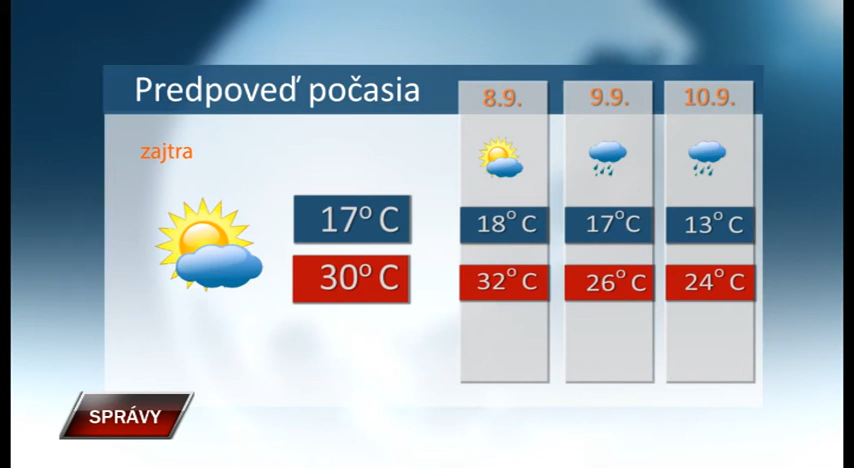 Predpoveď počasia
zajtra
17° C
30° C
8.9.
9.9.
10.9.
18° C
17°C
13° C
32° C
26° C
24° C
SPRÁVY